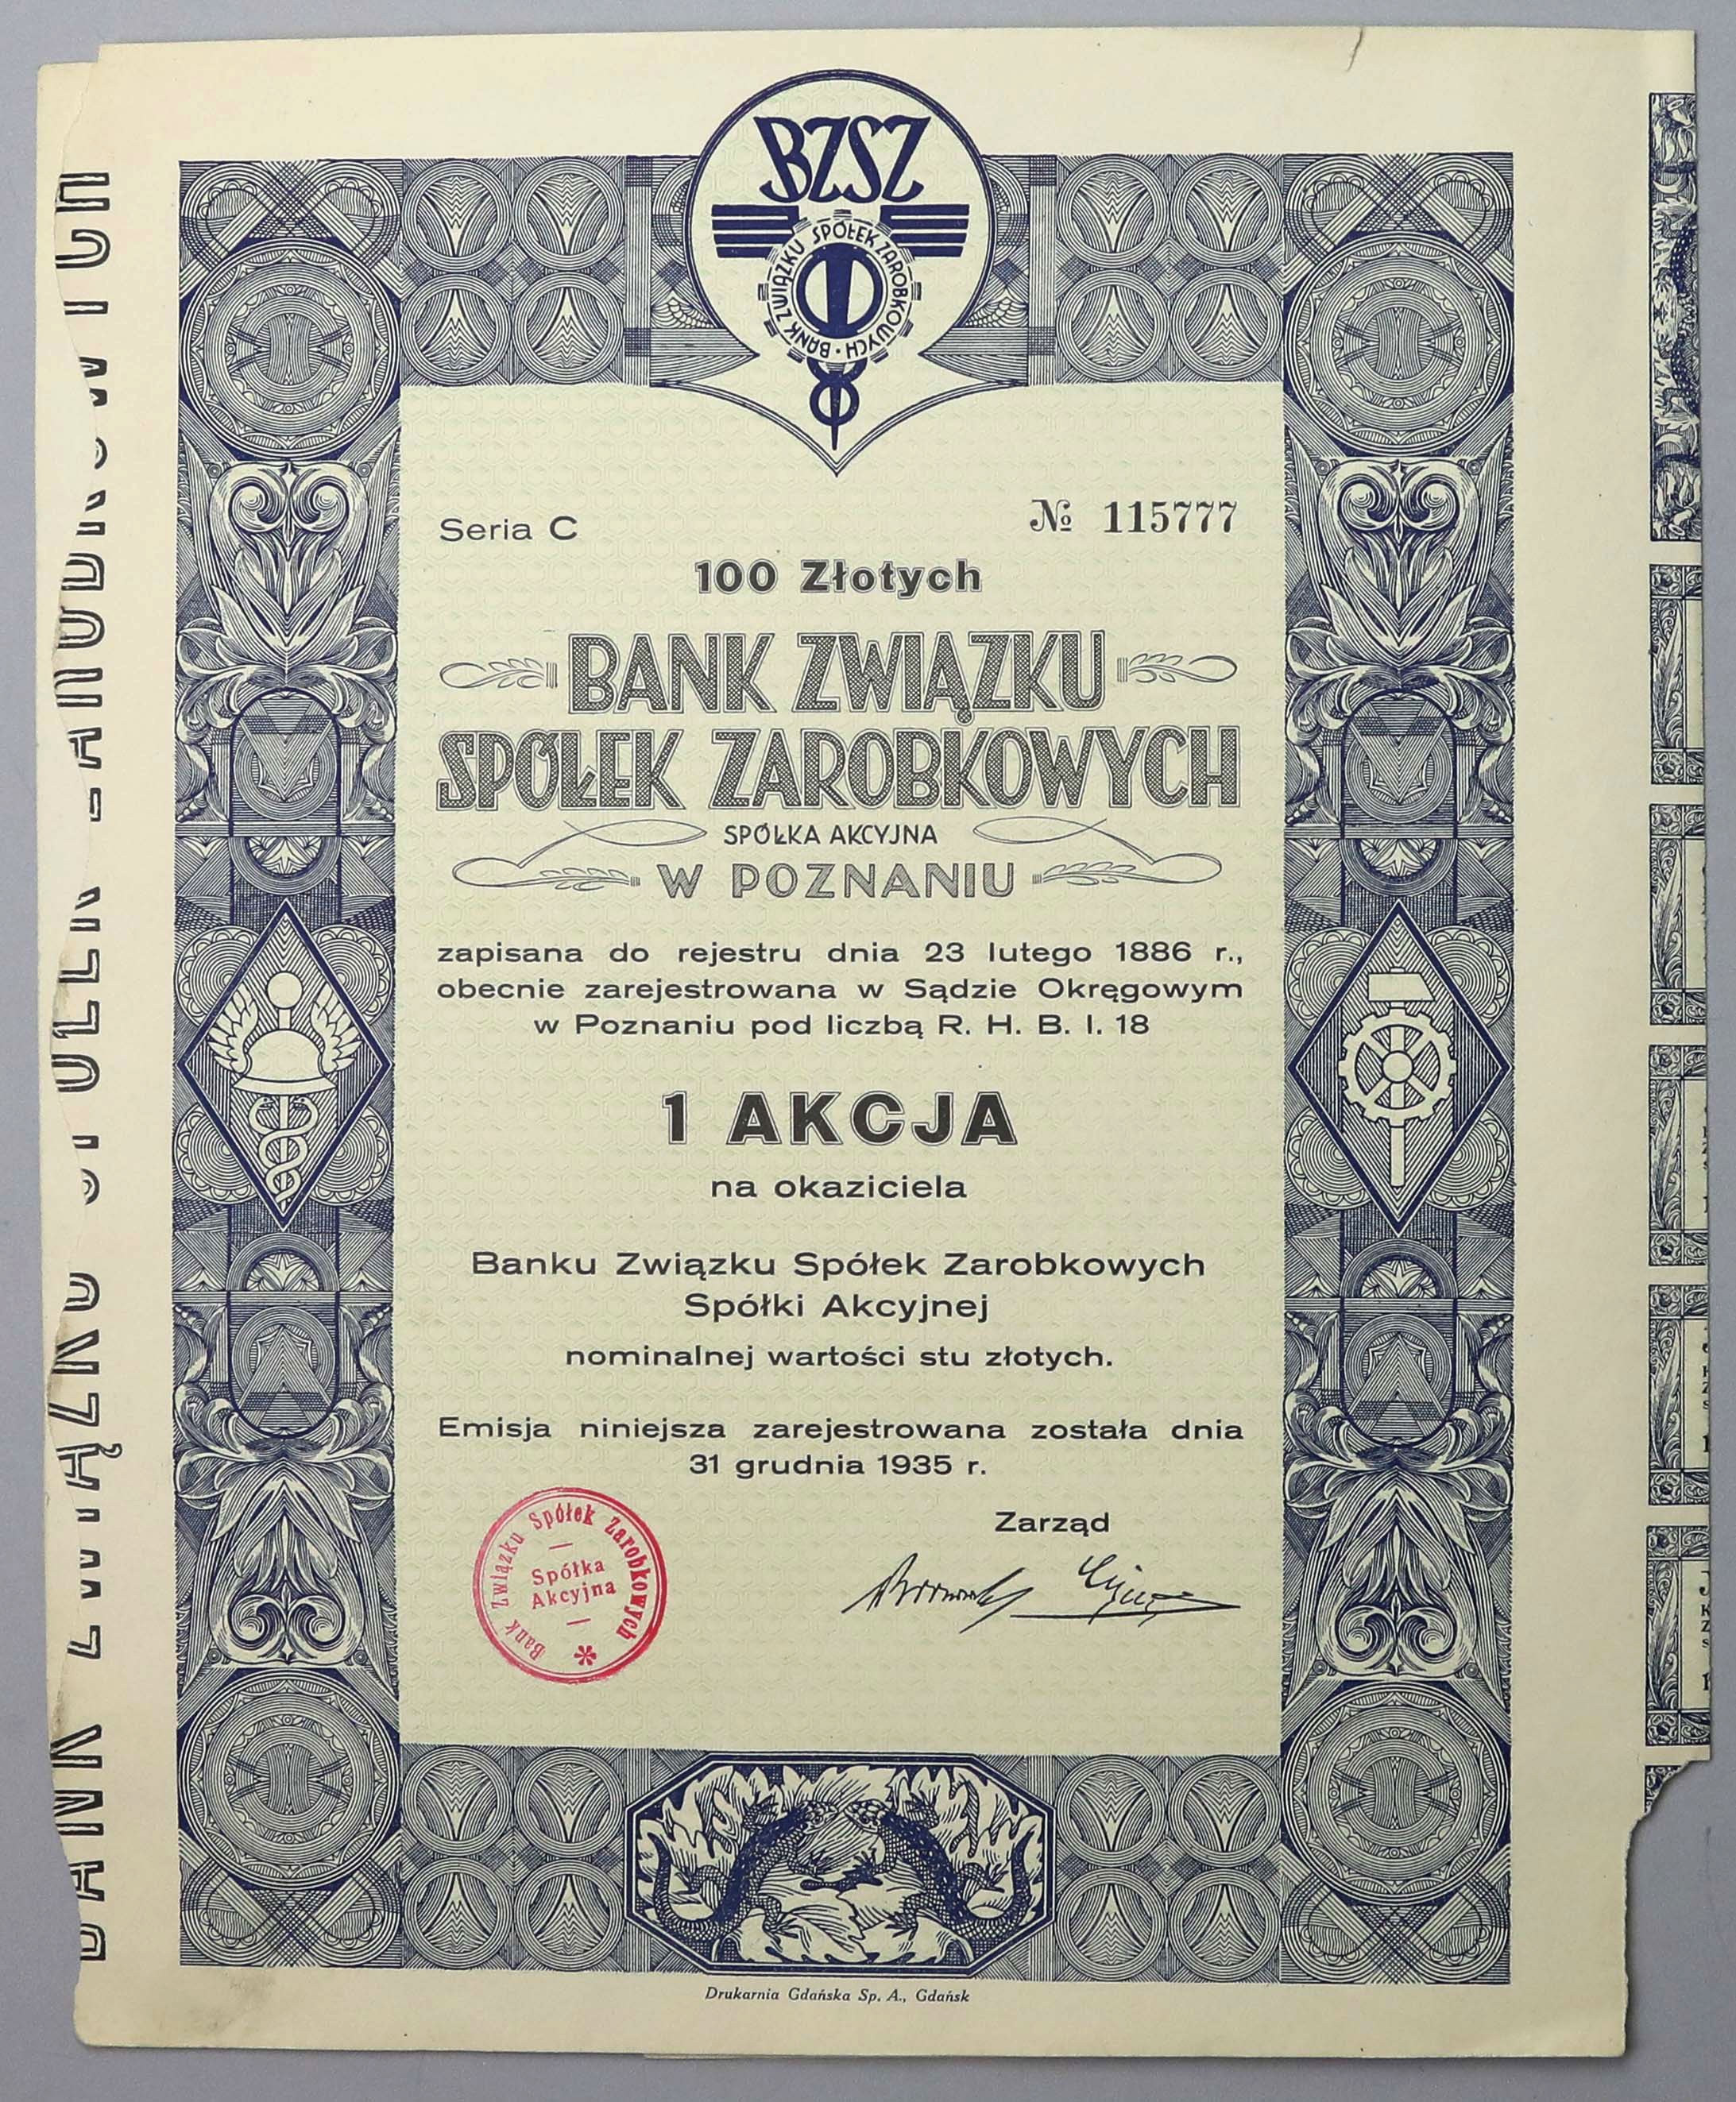 BZSZ
BANK ZWIĄZKU SPÓŁEK ZAROBKOWYCH
Seria C
№ 115777
100 Złotych
BANK ZWIĄZKU
SPÓŁEK ZAROBKOWYCH
SPÓŁKA AKCYJNA
W POZNANIU
zapisana do rejestru dnia 23 lutego 1886 r.,
obecnie zarejestrowana w Sądzie Okręgowym
w Poznaniu pod liczbą R. H. B. I. 18
1 AKCJA
na okaziciela
Banku Związku Spółek Zarobkowych
Spółki Akcyjnej
nominalnej wartości stu złotych.
Emisja niniejsza zarejestrowana została dnia
31 grudnia 1935 r.
Zarząd
Bank Związku Spółek Zarobkowych
Spółka
Akcyjna
Drukarnia Gdańska Sp. A., Gdańsk